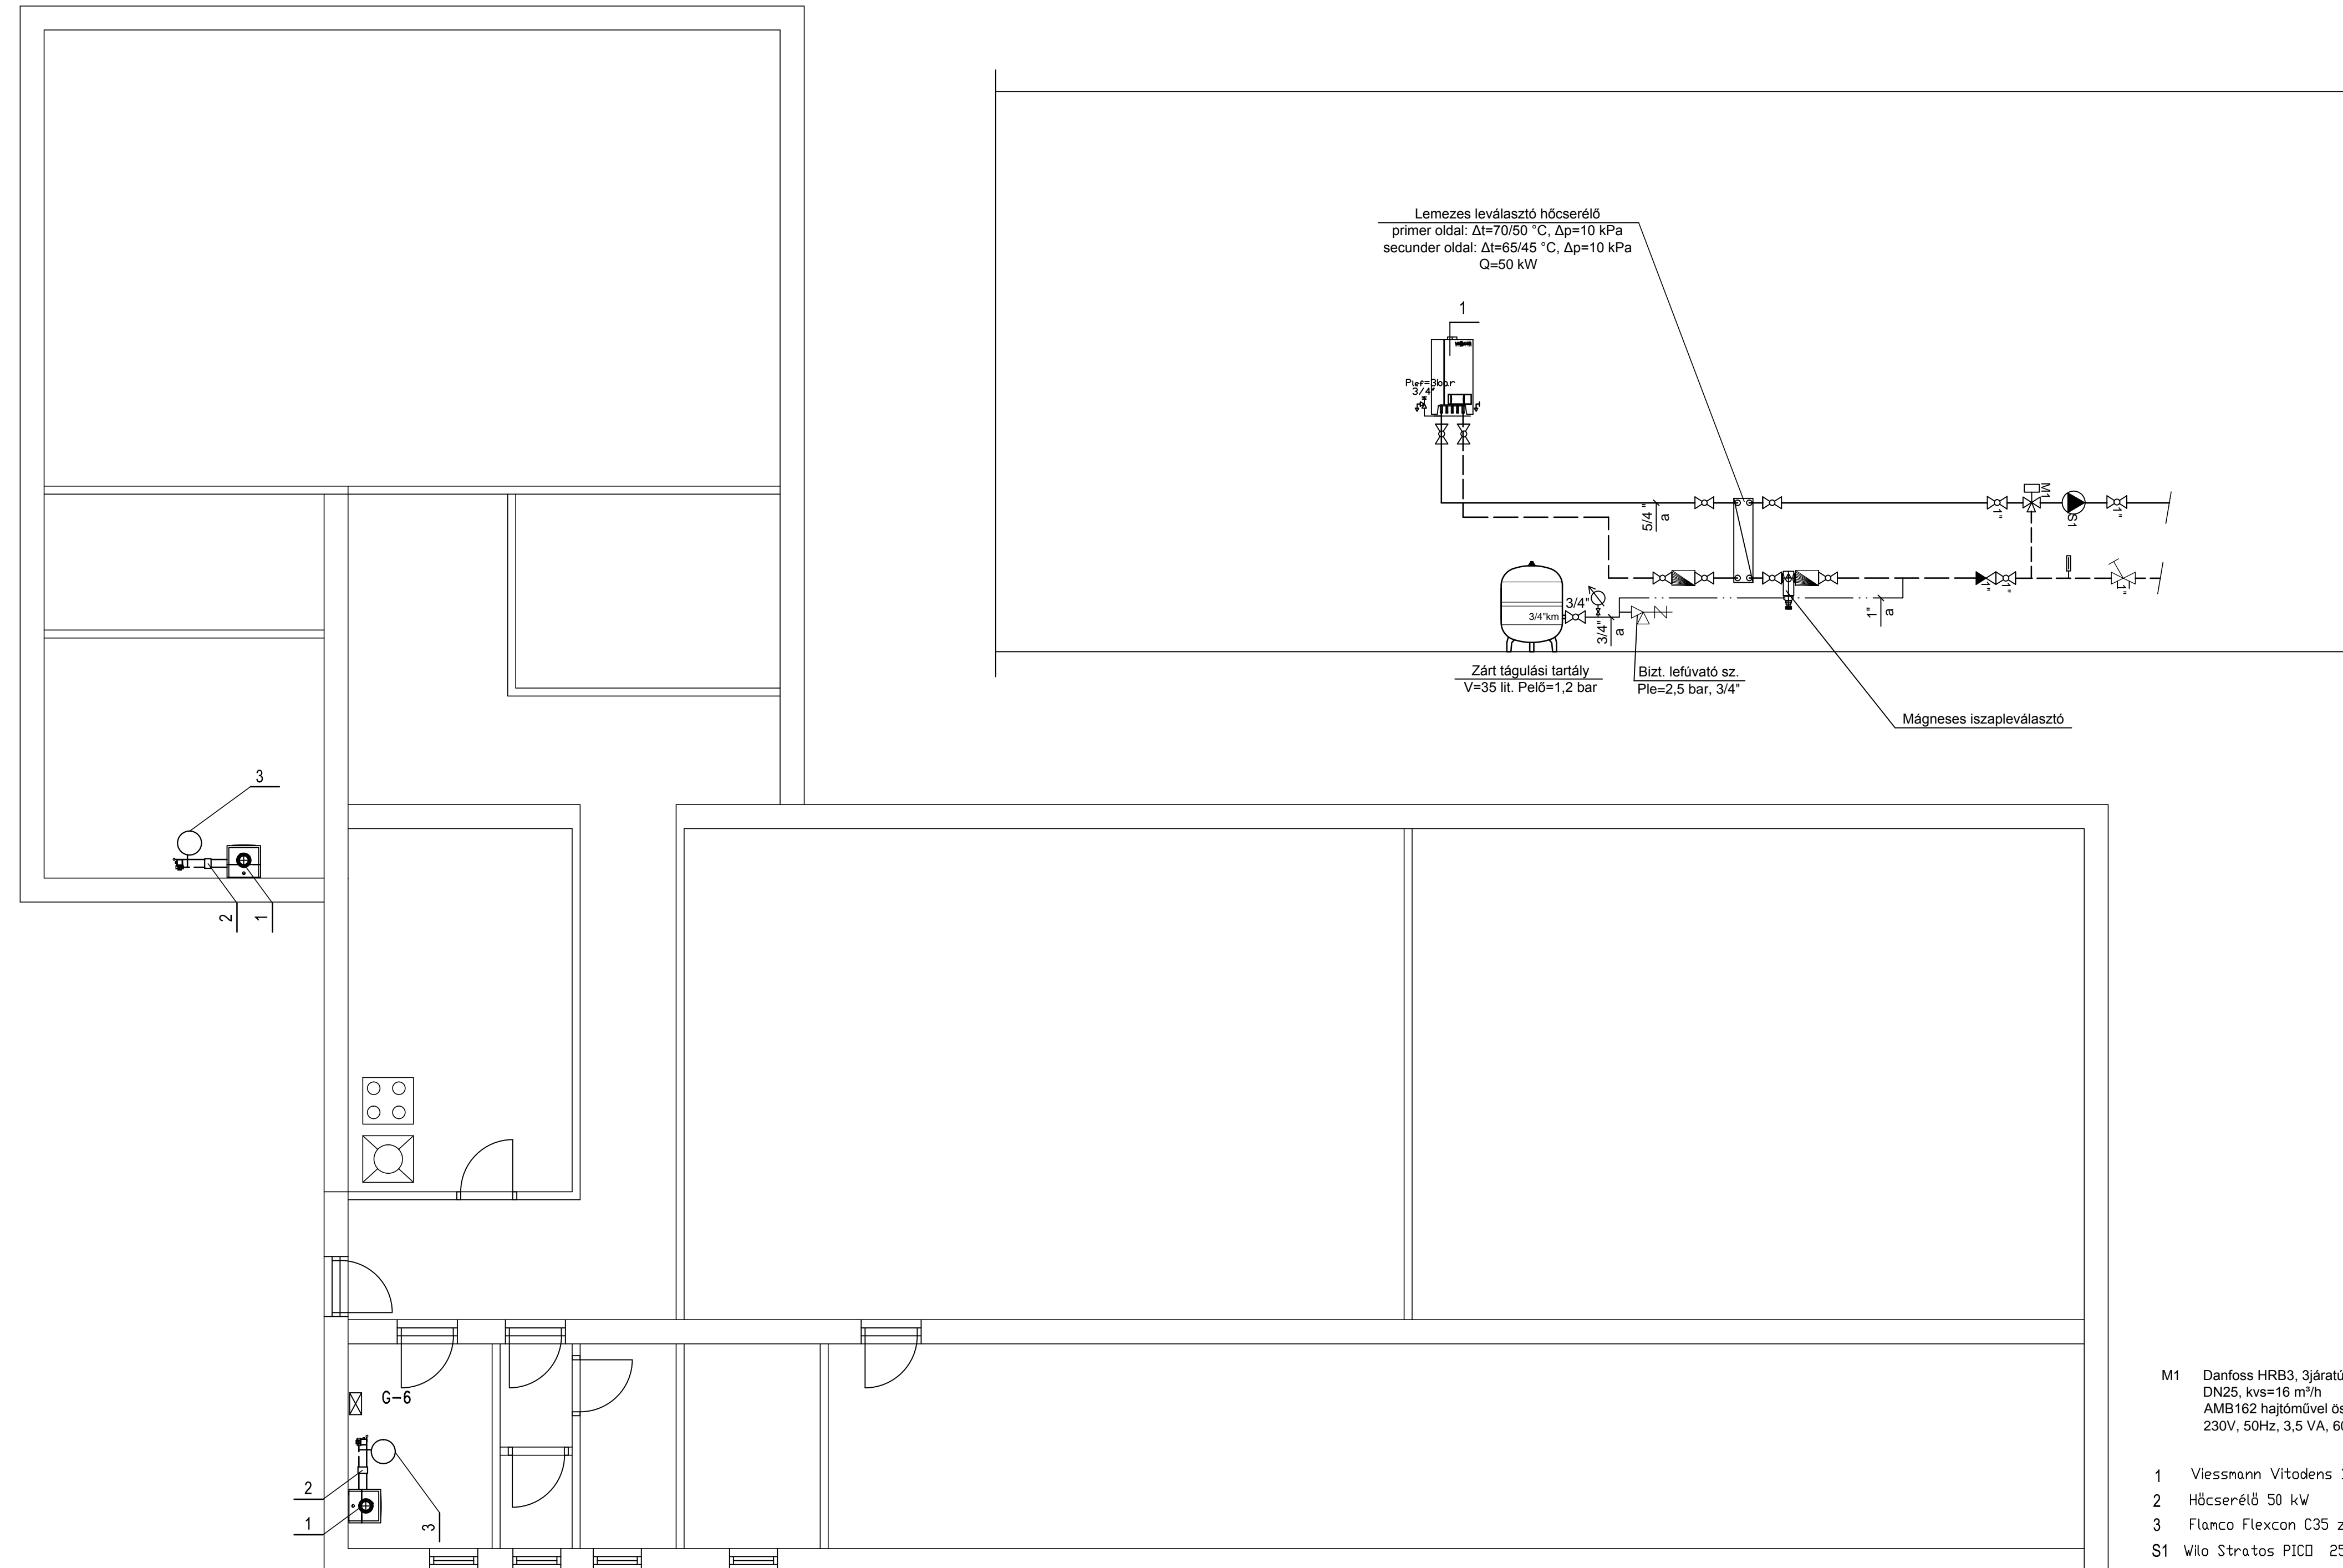 Lemezes leválasztó hőcserélő
primer oldal: Δt=70/50 °C, Δp=10 kPa
secunder oldal: Δt=65/45 °C, Δp=10 kPa
Q=50 kW
1
Plef=3bar
3/4"
5/4"
a
M1
S1
1"
1"
3/4"
3/4"km
3/4"
a
1"
a
1"
1"
1"
Zárt tágulási tartály
V=35 lit. Pelő=1,2 bar
Bizt. lefúvató sz.
Ple=2,5 bar, 3/4"
Mágneses iszapleválasztó
3
2
1
G-6
2
1
3
M1 Danfoss HRB3, 3járatú
DN25, kvs=16 m³/h
AMB162 hajtóművel
230V, 50Hz, 3,5 VA,
1 Viessmann Vitodens
2 Hőcserélő 50 kW
3 Flamco Flexcon C35
S1 Wilo Stratos PICO 25